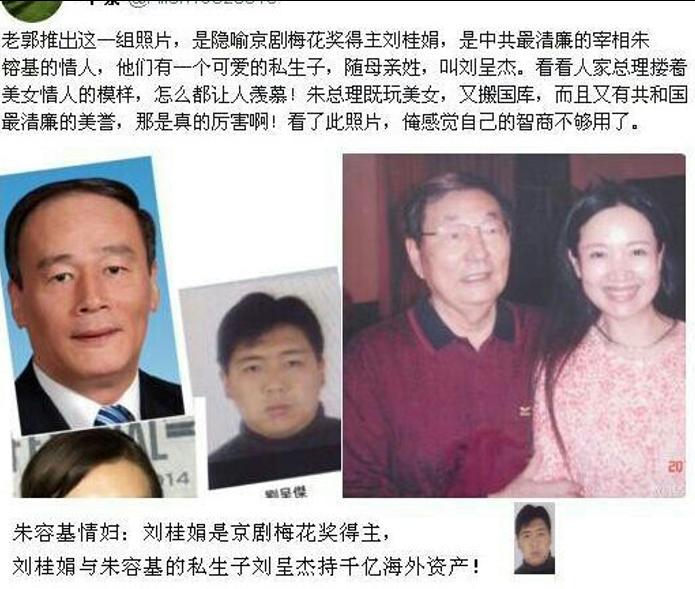 老郭推出这一组照片，是隐喻京剧梅花奖得主刘桂娟，是中共最清廉的宰相朱
镕基的情人，他们有一个可爱的私生子，随母亲姓，叫刘呈杰。看看人家总理搂着
美女情人的模样，怎么都让人羡慕！朱总理既玩美女，又搬国库，而且又有共和国
最清廉的美誉，那是真的厉害啊！看了此照片，俺感觉自己的智商不够用了。
014
劉呈傑
20
朱容基情妇：刘桂娟是京剧梅花奖得主，
刘桂娟与朱容基的私生子刘呈杰持千亿海外资产！